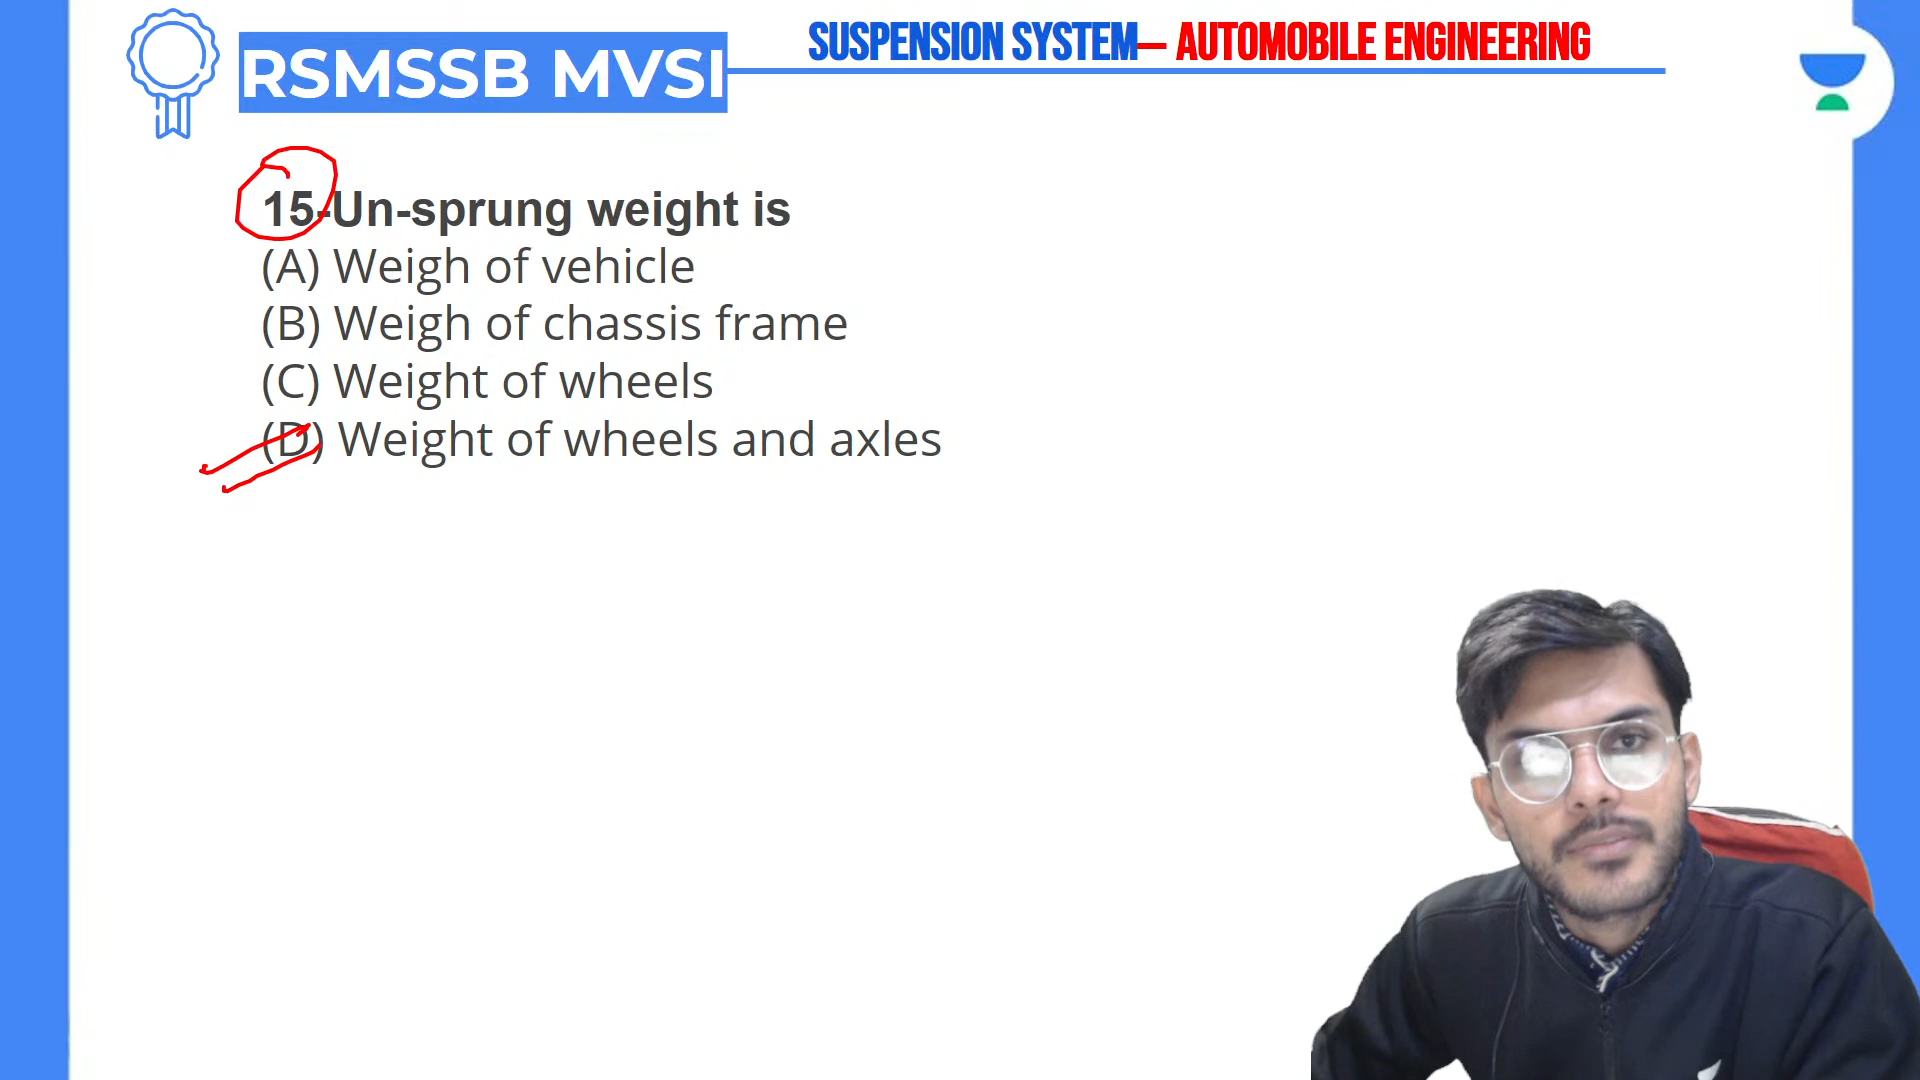 RSMSSB MVSI
SUSPENSION SYSTEM– AUTOMOBILE ENGINEERING
15-Un-sprung weight is
(A) Weigh of vehicle
(B) Weigh of chassis frame
(C) Weight of wheels
(D) Weight of wheels and axles